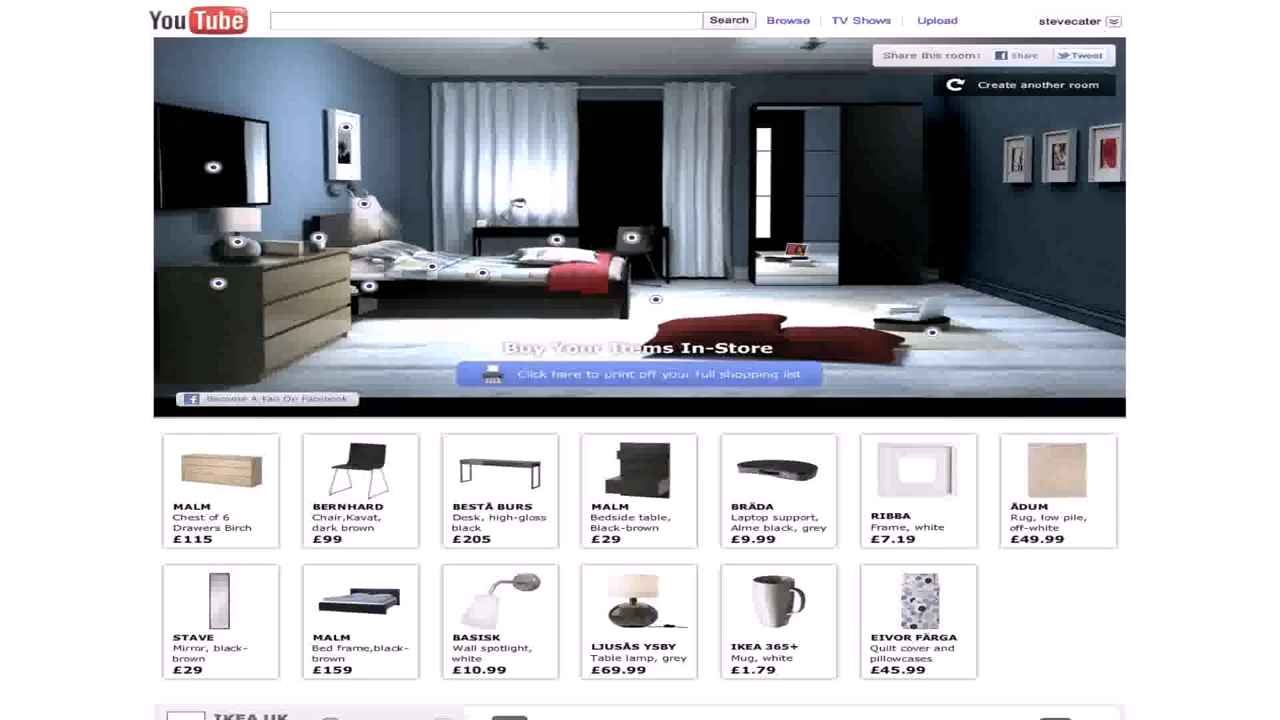 YouTube
Search
Browse
TV Shows
Upload
stevecater
Share this room: Share Tweet
Create another room
Buy Your Items In-Store
Click here to print off your full shopping list
Become A Fan On Facebook
MALM
Chest of 6
Drawers Birch
£115
BERNHARD
Chair,Kavat,
dark brown
£99
BESTÅ BURS
Desk, high-gloss
black
£205
MALM
Bedside table,
Black-brown
£29
BRÄDA
Laptop support,
Alme black, grey
£9.99
RIBBA
Frame, white
£7.19
ÅDUM
Rug, low pile,
off-white
£49.99
STAVE
Mirror, black-
brown
£29
MALM
Bed frame,black-
brown
£159
BASISK
Wall spotlight,
white
£10.99
LJUSÅS YSBY
Table lamp, grey
£69.99
IKEA 365+
Mug, white
£1.79
EIVOR FÄRGA
Quilt cover and
pillowcases
£45.99
IKEA UK